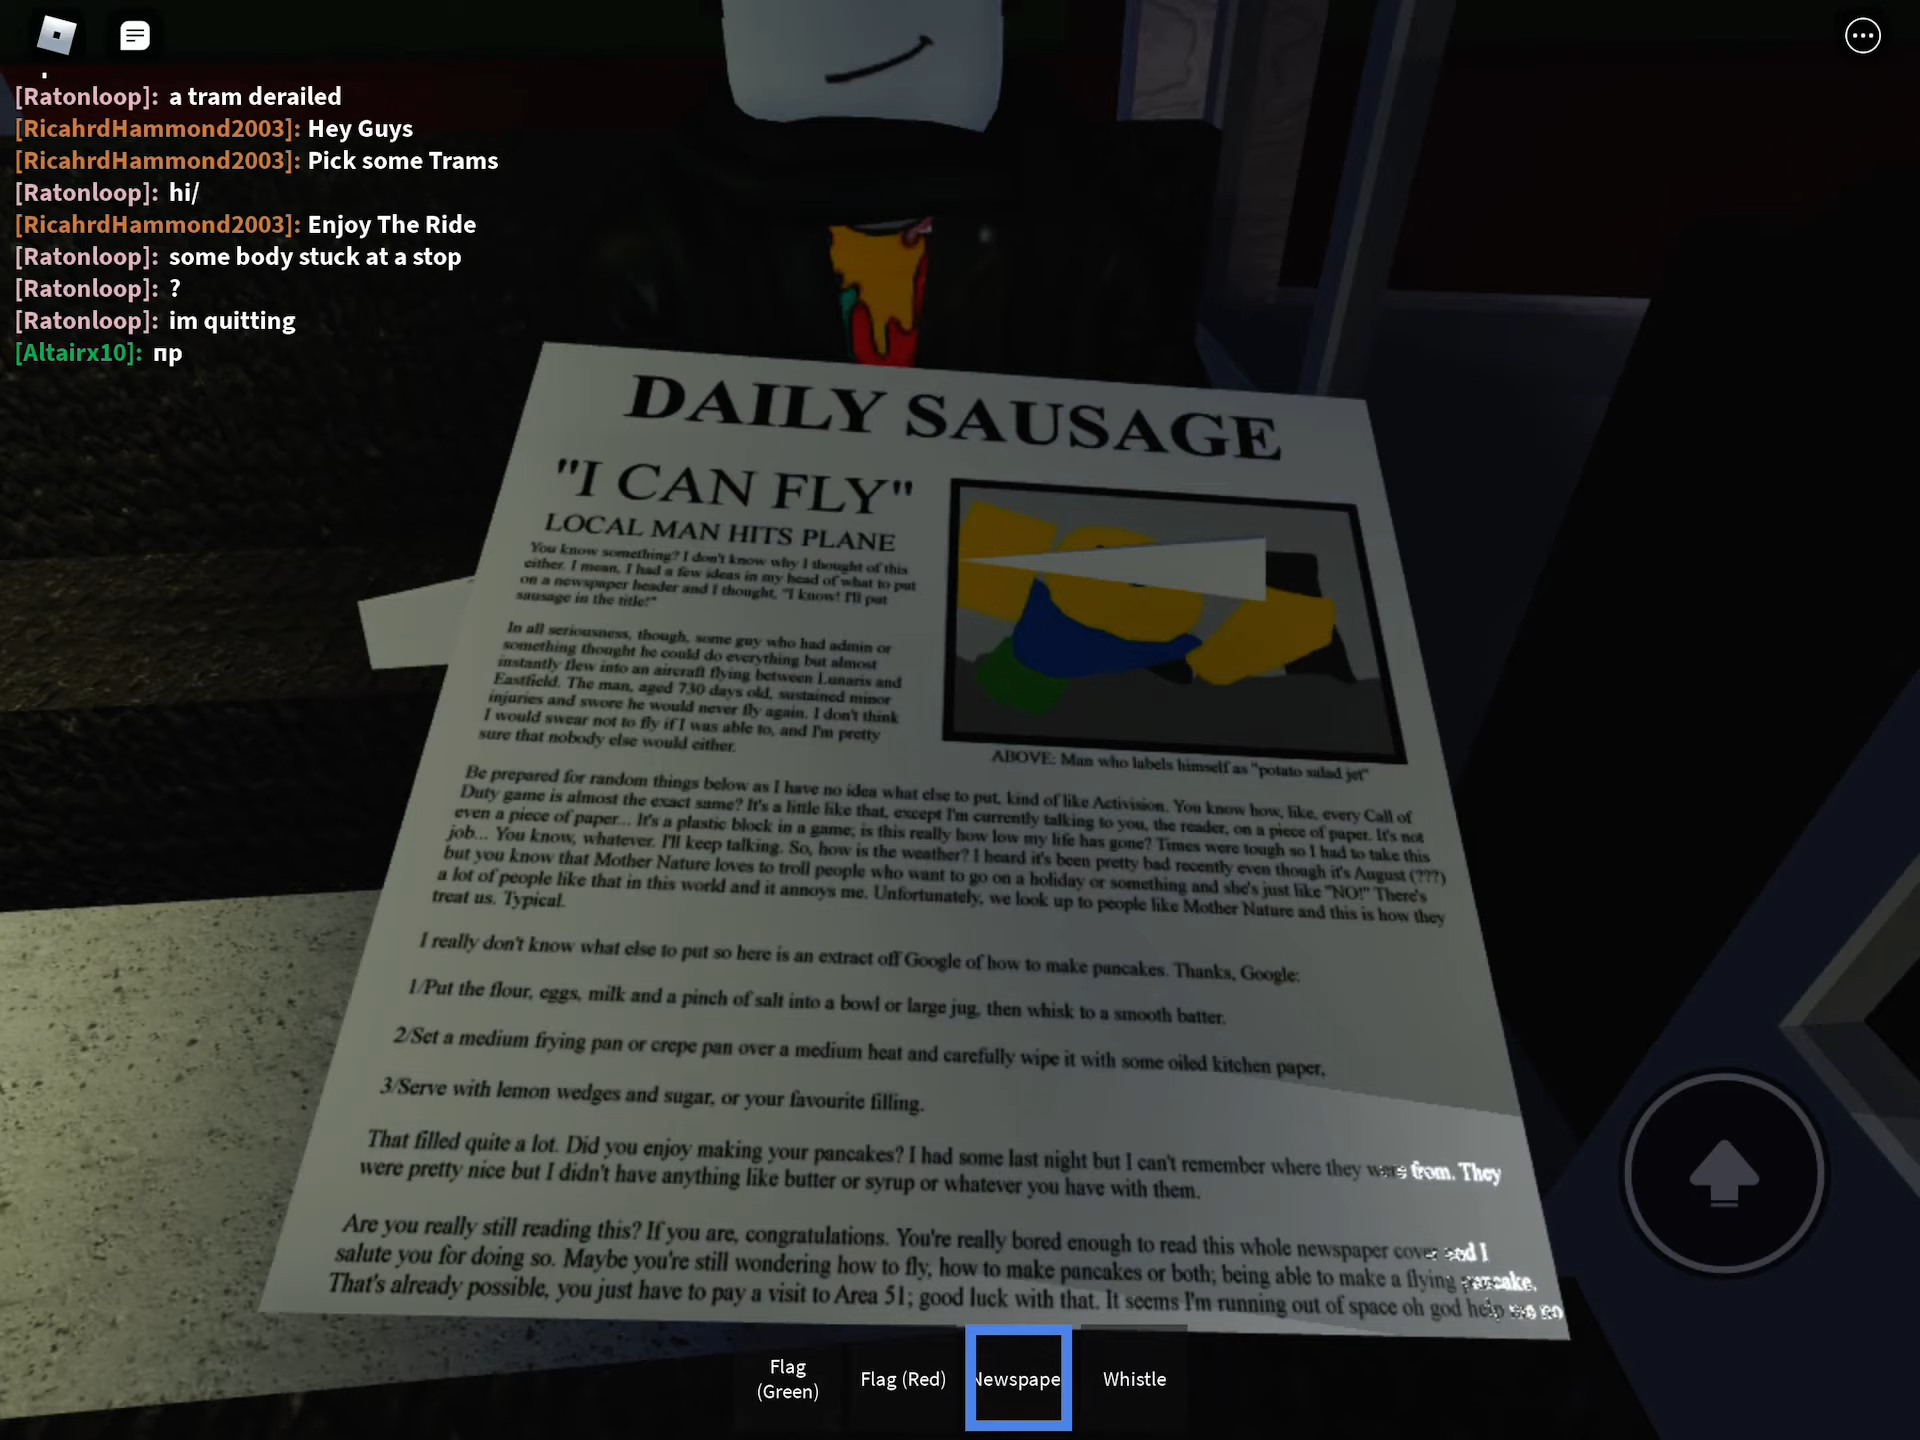 [Ratonloop]: a tram derailed
[RicahrdHammond2003]: Hey Guys
[RicahrdHammond2003]: Pick some Trams
[Ratonloop]: hi/
[RicahrdHammond2003]: Enjoy The Ride
[Ratonloop]: some body stuck at a stop
[Ratonloop]: ?
[Ratonloop]: im quitting
[Altairx10]: пр
DAILY SAUSAGE
"I CAN FLY"
LOCAL MAN HITS PLANE
You know something? I don't know why I thought of this
either. I mean, I had a few ideas in my head of what to put
on a newspaper header and I thought, "I know! I'll put
sausage in the title!"
In all seriousness, though, some guy who had admin or
something thought he could do everything but almost
instantly flew into an aircraft flying between Lunaris and
Eastfield. The man, aged 730 days old, sustained minor
injuries and swore he would never fly again. I don't think
I would swear not to fly if I was able to, and I'm pretty
sure that nobody else would either.
ABOVE: Man who labels himself as "potato salad jet"
Be prepared for random things below as I have no idea what else to put, kind of like Activision. You know how, like, every Call of
Duty game is almost the exact same? It's a little like that, except I'm currently talking to you, the reader, on a piece of paper. It's not
even a piece of paper... It's a plastic block in a game; is this really how low my life has gone? Times were tough so I had to take this
job... You know, whatever. I'll keep talking. So, how is the weather? I heard it's been pretty bad recently even though it's August (???)
but you know that Mother Nature loves to troll people who want to go on a holiday or something and she's just like "NO!" There's
a lot of people like that in this world and it annoys me. Unfortunately, we look up to people like Mother Nature and this is how they
treat us. Typical.
I really don't know what else to put so here is an extract off Google of how to make pancakes. Thanks, Google:
1/Put the flour, eggs, milk and a pinch of salt into a bowl or large jug, then whisk to a smooth batter.
2/Set a medium frying pan or crepe pan over a medium heat and carefully wipe it with some oiled kitchen paper,
3/Serve with lemon wedges and sugar, or your favourite filling.
That filled quite a lot. Did you enjoy making your pancakes? I had some last night but I can't remember where they were from. They
were pretty nice but I didn't have anything like butter or syrup or whatever you have with them.
Are you really still reading this? If you are, congratulations. You're really bored enough to read this whole newspaper cover and I
salute you for doing so. Maybe you're still wondering how to fly, how to make pancakes or both; being able to make a flying pancake.
That's already possible, you just have to pay a visit to Area 51; good luck with that. It seems I'm running out of space oh god help
Flag
(Green)
Flag (Red)
Newspape
Whistle